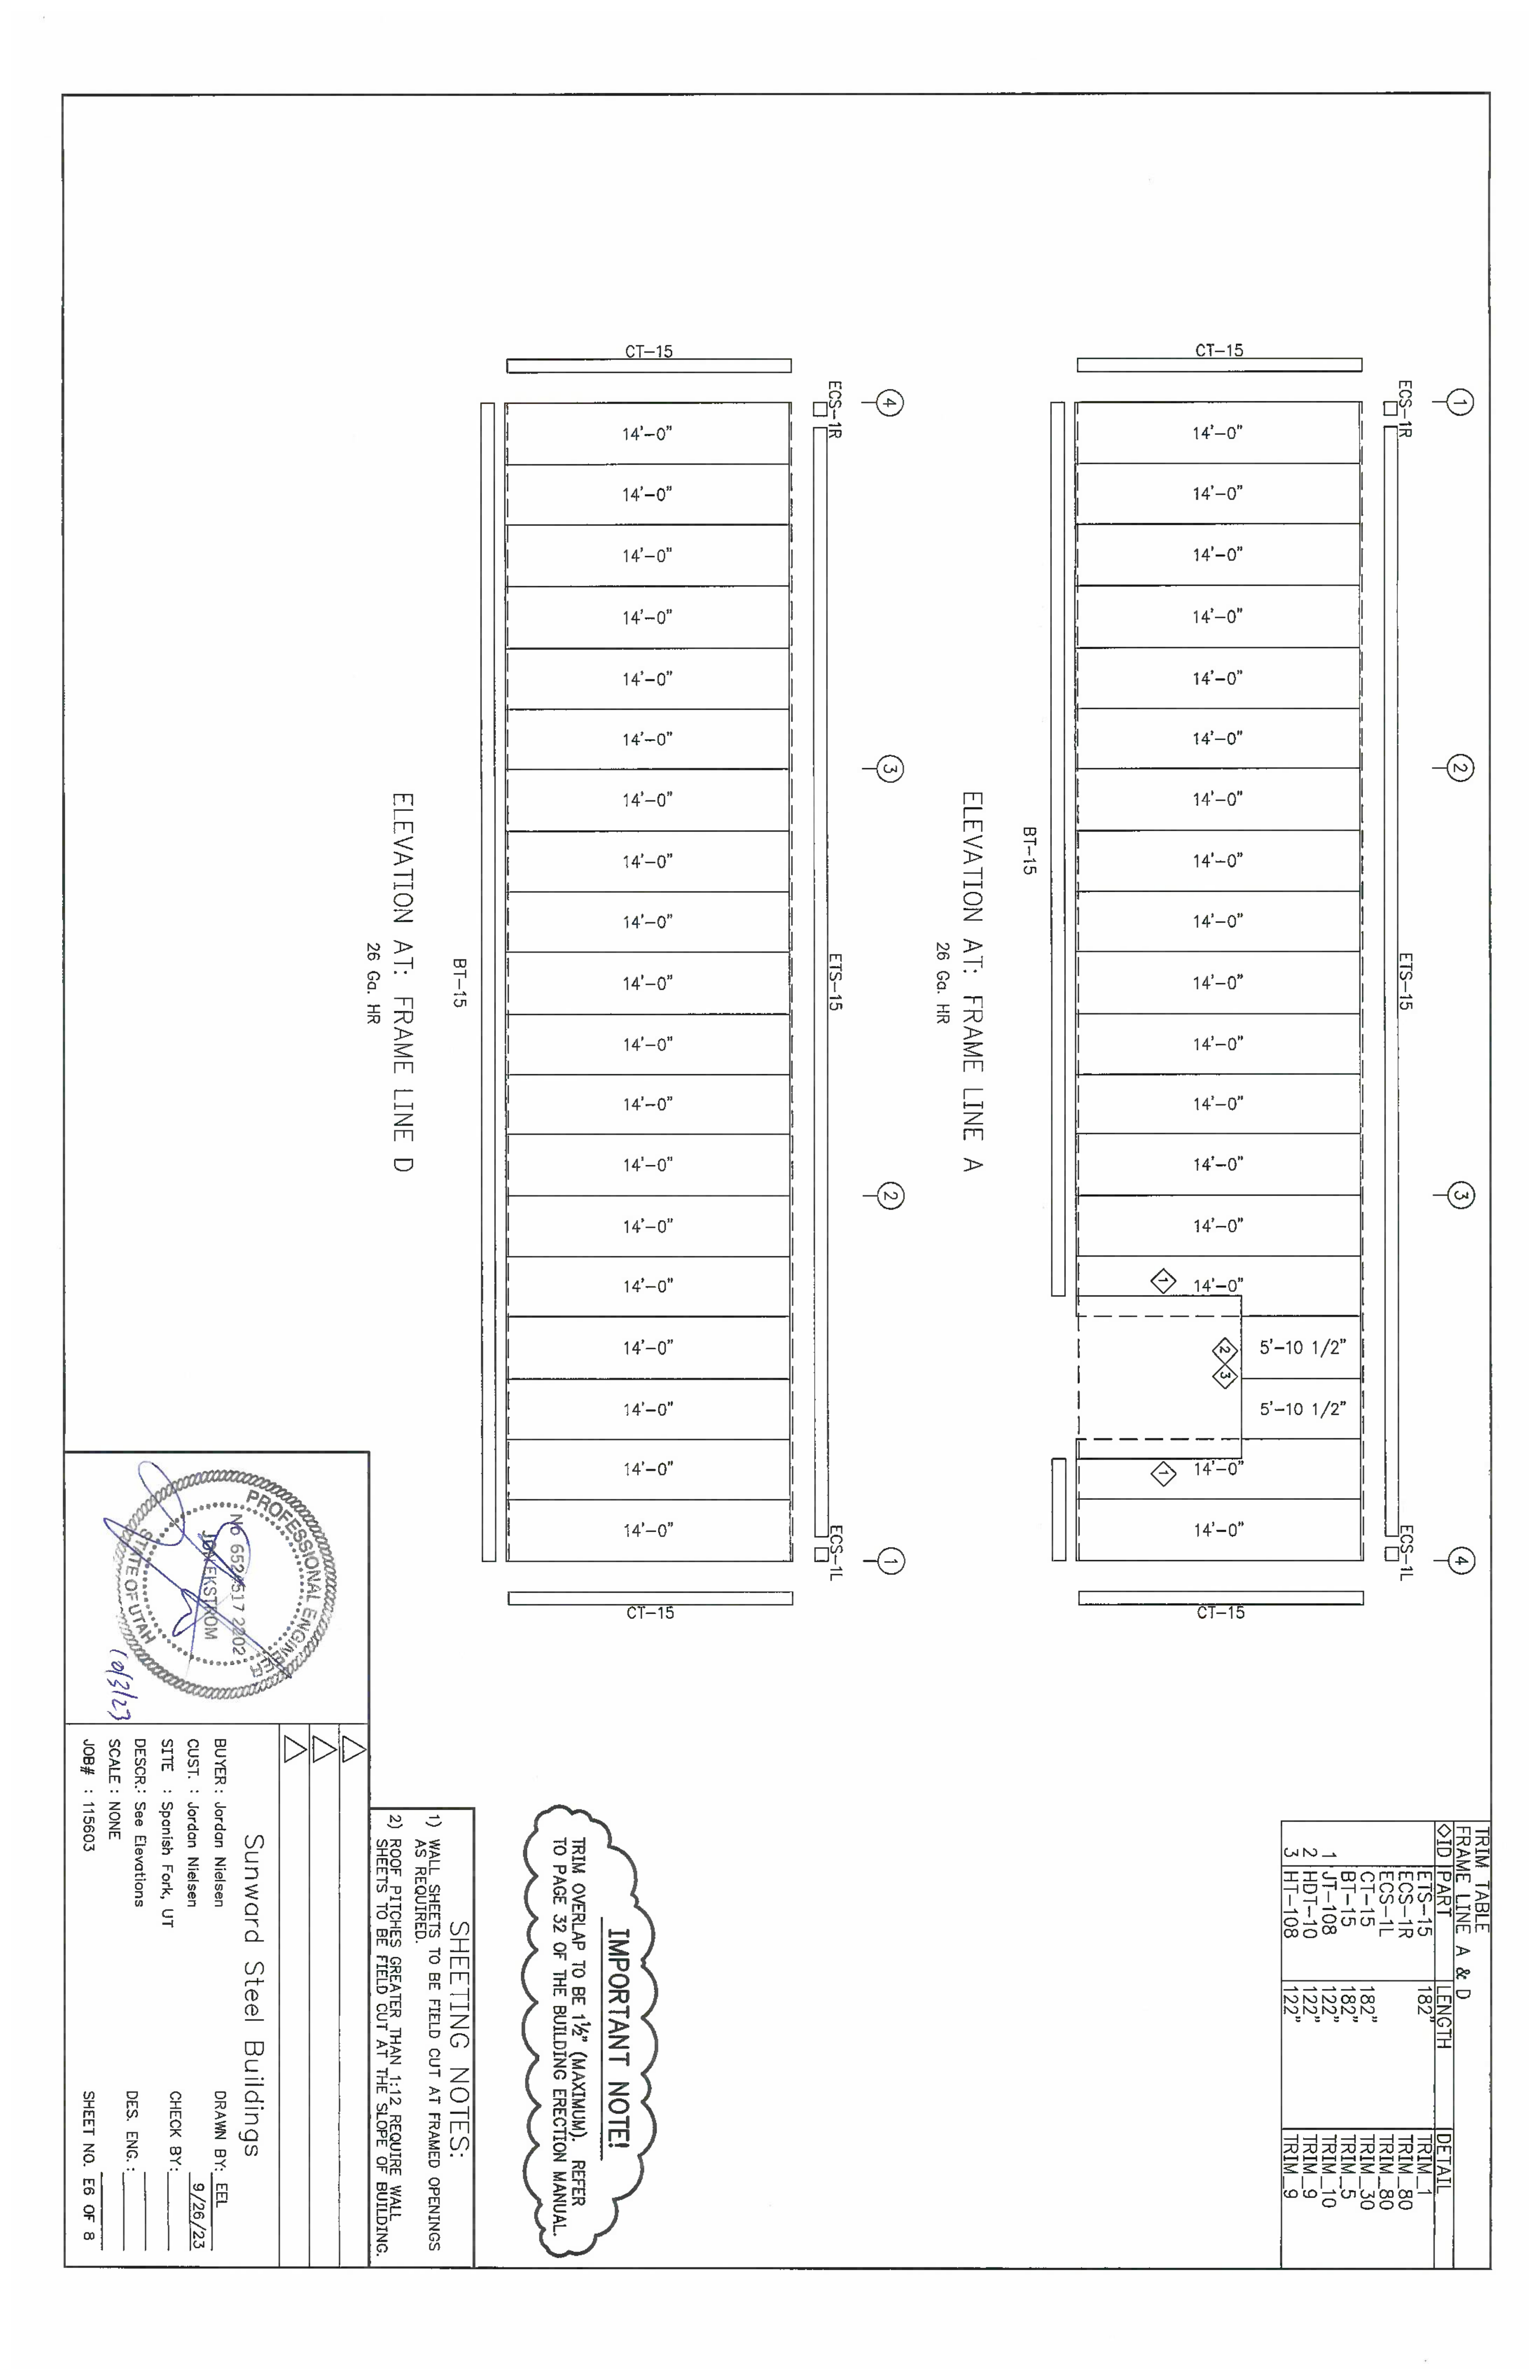 TRIM TABLE
FRAME LINE A & D
◇ID PART LENGTH DETAIL
ETS-15 182" TRIM_1
ECS-1R TRIM_80
ECS-1L TRIM_80
CT-15 182" TRIM_30
BT-15 182" TRIM_5
1 JT-108 122" TRIM_10
2 HDT-10 122" TRIM_9
3 HT-108 122" TRIM_9
1 2 3 4
ECS-1R ETS-15 ECS-1L
CT-15
14'-0" 14'-0" 14'-0" 14'-0" 14'-0" 14'-0" 14'-0" 14'-0" 14'-0" 14'-0" 14'-0" 14'-0" 14'-0" 14'-0" 14'-0" 5'-10 1/2" 5'-10 1/2" 14'-0" 14'-0"
CT-15
1 2 3 1
BT-15
ELEVATION AT: FRAME LINE A
26 Ga. HR
4 3 2 1
ECS-1R ETS-15 ECS-1L
CT-15
14'-0" 14'-0" 14'-0" 14'-0" 14'-0" 14'-0" 14'-0" 14'-0" 14'-0" 14'-0" 14'-0" 14'-0" 14'-0" 14'-0" 14'-0" 14'-0" 14'-0" 14'-0" 14'-0"
CT-15
BT-15
ELEVATION AT: FRAME LINE D
26 Ga. HR
IMPORTANT NOTE!
TRIM OVERLAP TO BE 1½" (MAXIMUM). REFER
TO PAGE 32 OF THE BUILDING ERECTION MANUAL.
SHEETING NOTES:
1) WALL SHEETS TO BE FIELD CUT AT FRAMED OPENINGS
AS REQUIRED.
2) ROOF PITCHES GREATER THAN 1:12 REQUIRE WALL
SHEETS TO BE FIELD CUT AT THE SLOPE OF BUILDING.
PROFESSIONAL ENGINEER
No
2202
JON EKSTROM
STATE OF UTAH
10/3/23
Sunward Steel Buildings
BUYER : Jordan Nielsen DRAWN BY: EEL
9/26/23
CUST. : Jordan Nielsen
SITE : Spanish Fork, UT CHECK BY:
DESCR.: See Elevations DES. ENG.:
SCALE : NONE
JOB# : 115603 SHEET NO. E6 OF 8